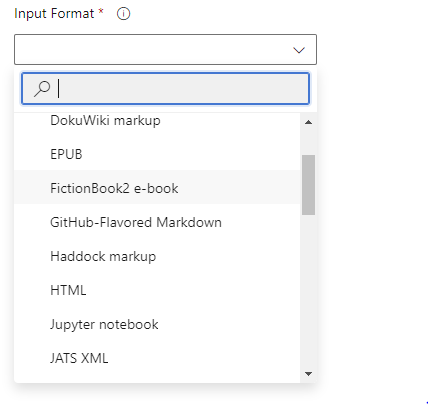 Input Format *
DokuWiki markup
EPUB
FictionBook2 e-book
GitHub-Flavored Markdown
Haddock markup
HTML
Jupyter notebook
JATS XML